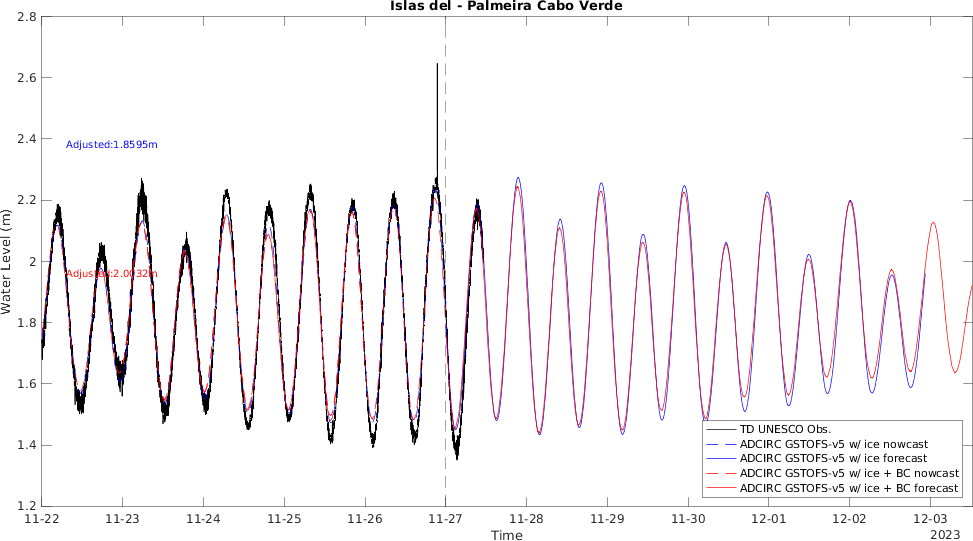 Islas del - Palmeira Cabo Verde
2.8
2.6
2.4
2.2
2
1.8
1.6
1.4
1.2
Water Level (m)
Adjusted:1.8595m
Adjusted:2.0032m
TD UNESCO Obs.
ADCIRC GSTOFS-v5 w/ ice nowcast
ADCIRC GSTOFS-v5 w/ ice forecast
ADCIRC GSTOFS-v5 w/ ice + BC nowcast
ADCIRC GSTOFS-v5 w/ ice + BC forecast
11-22 11-23 11-24 11-25 11-26 11-27 11-28 11-29 11-30 12-01 12-02 12-03
Time
2023